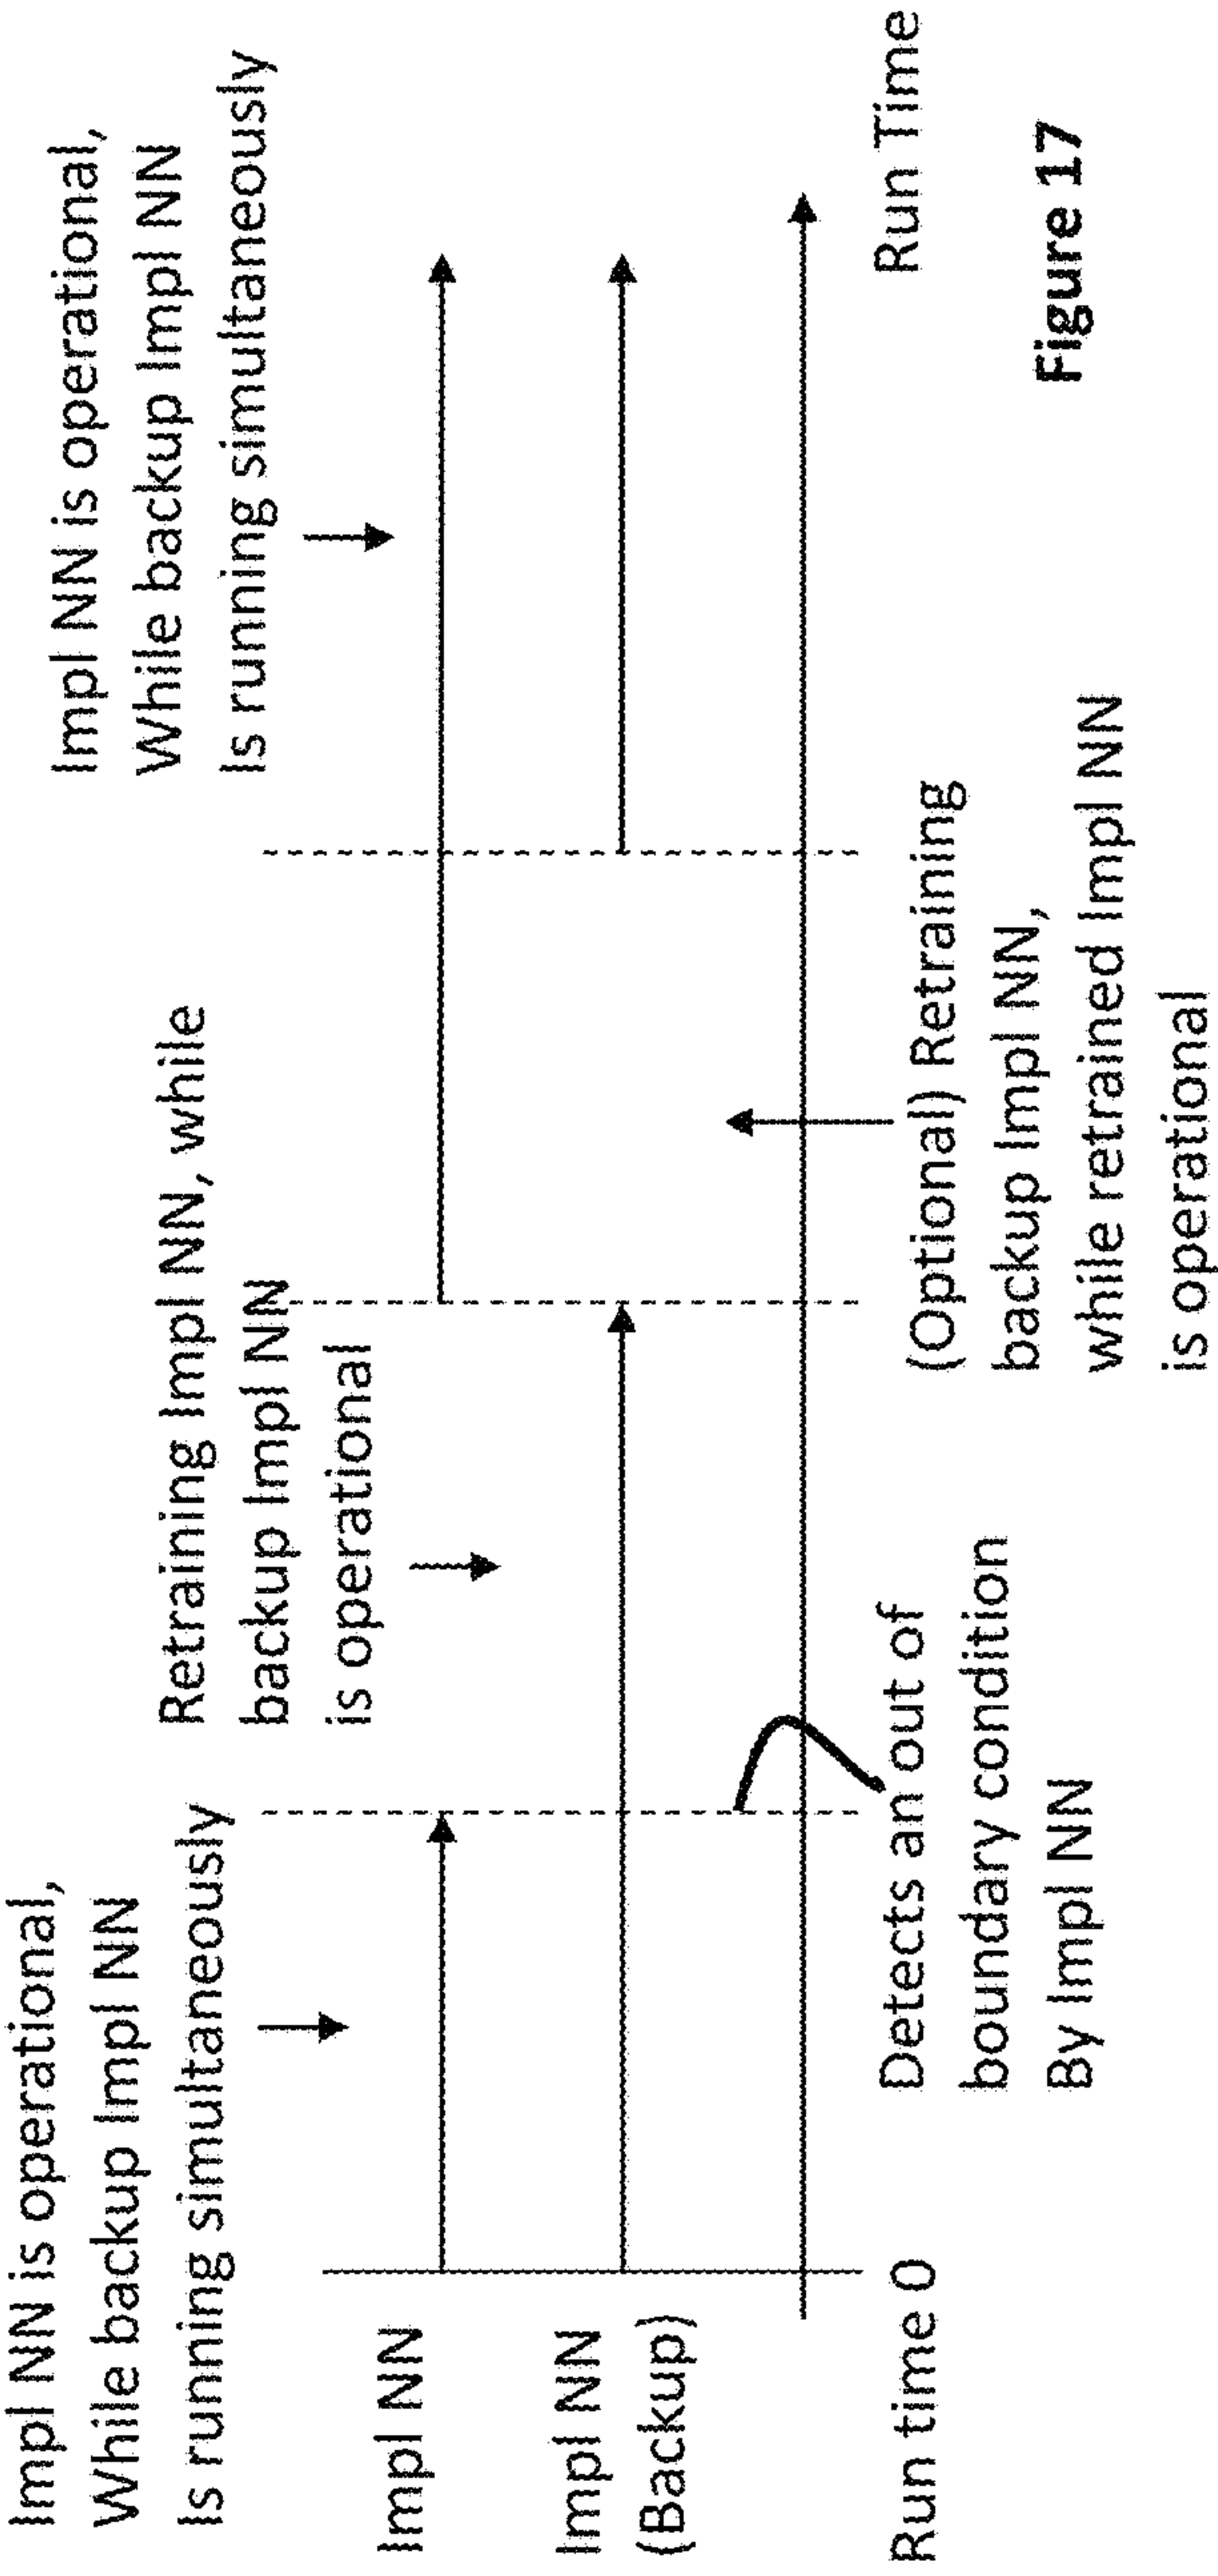 Impl NN is operational,
While backup Impl NN
Is running simultaneously
Retraining Impl NN, while
backup Impl NN
is operational
Impl NN is operational,
While backup Impl NN
Is running simultaneously
Impl NN
Impl NN
(Backup)
Run time 0
Detects an out of
boundary condition
By Impl NN
(Optional) Retraining
backup Impl NN,
while retrained Impl NN
is operational
Run Time
Figure 17